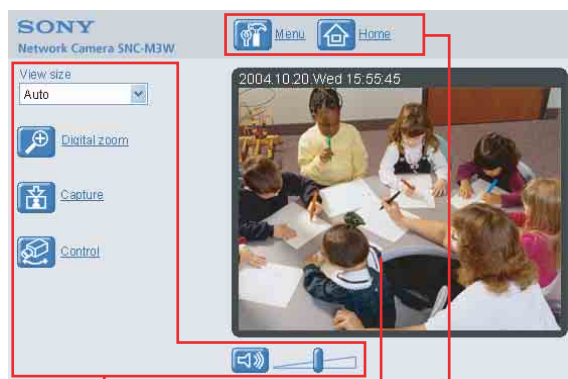 SONY
Network Camera SNC-M3W
Menu
Home
View size
Auto
Digital zoom
Capture
Control
2004.10.20.Wed 15:55:45